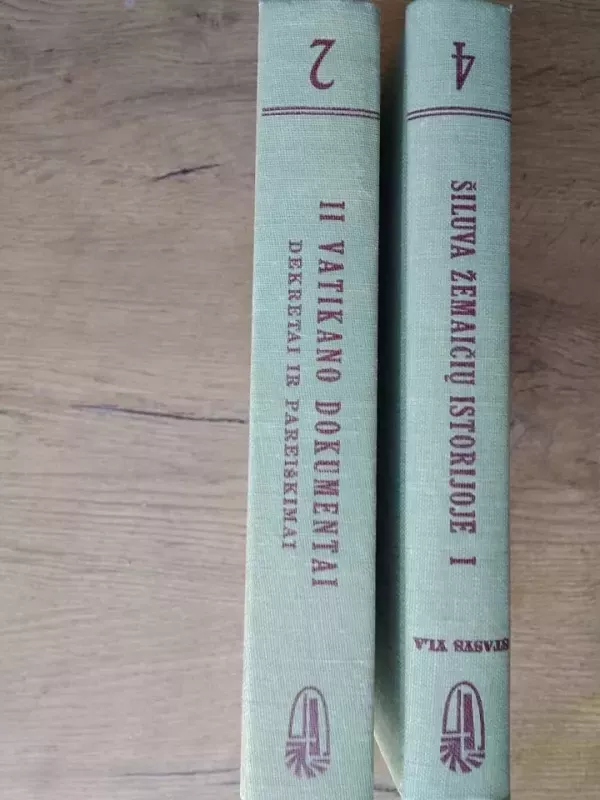 2
II VATIKANO DOKUMENTAI
DEKRETAI IR PAREIŠKIMAI
4
ŠILUVA ŽEMAIČIŲ ISTORIJOJE I
STASYS YLA